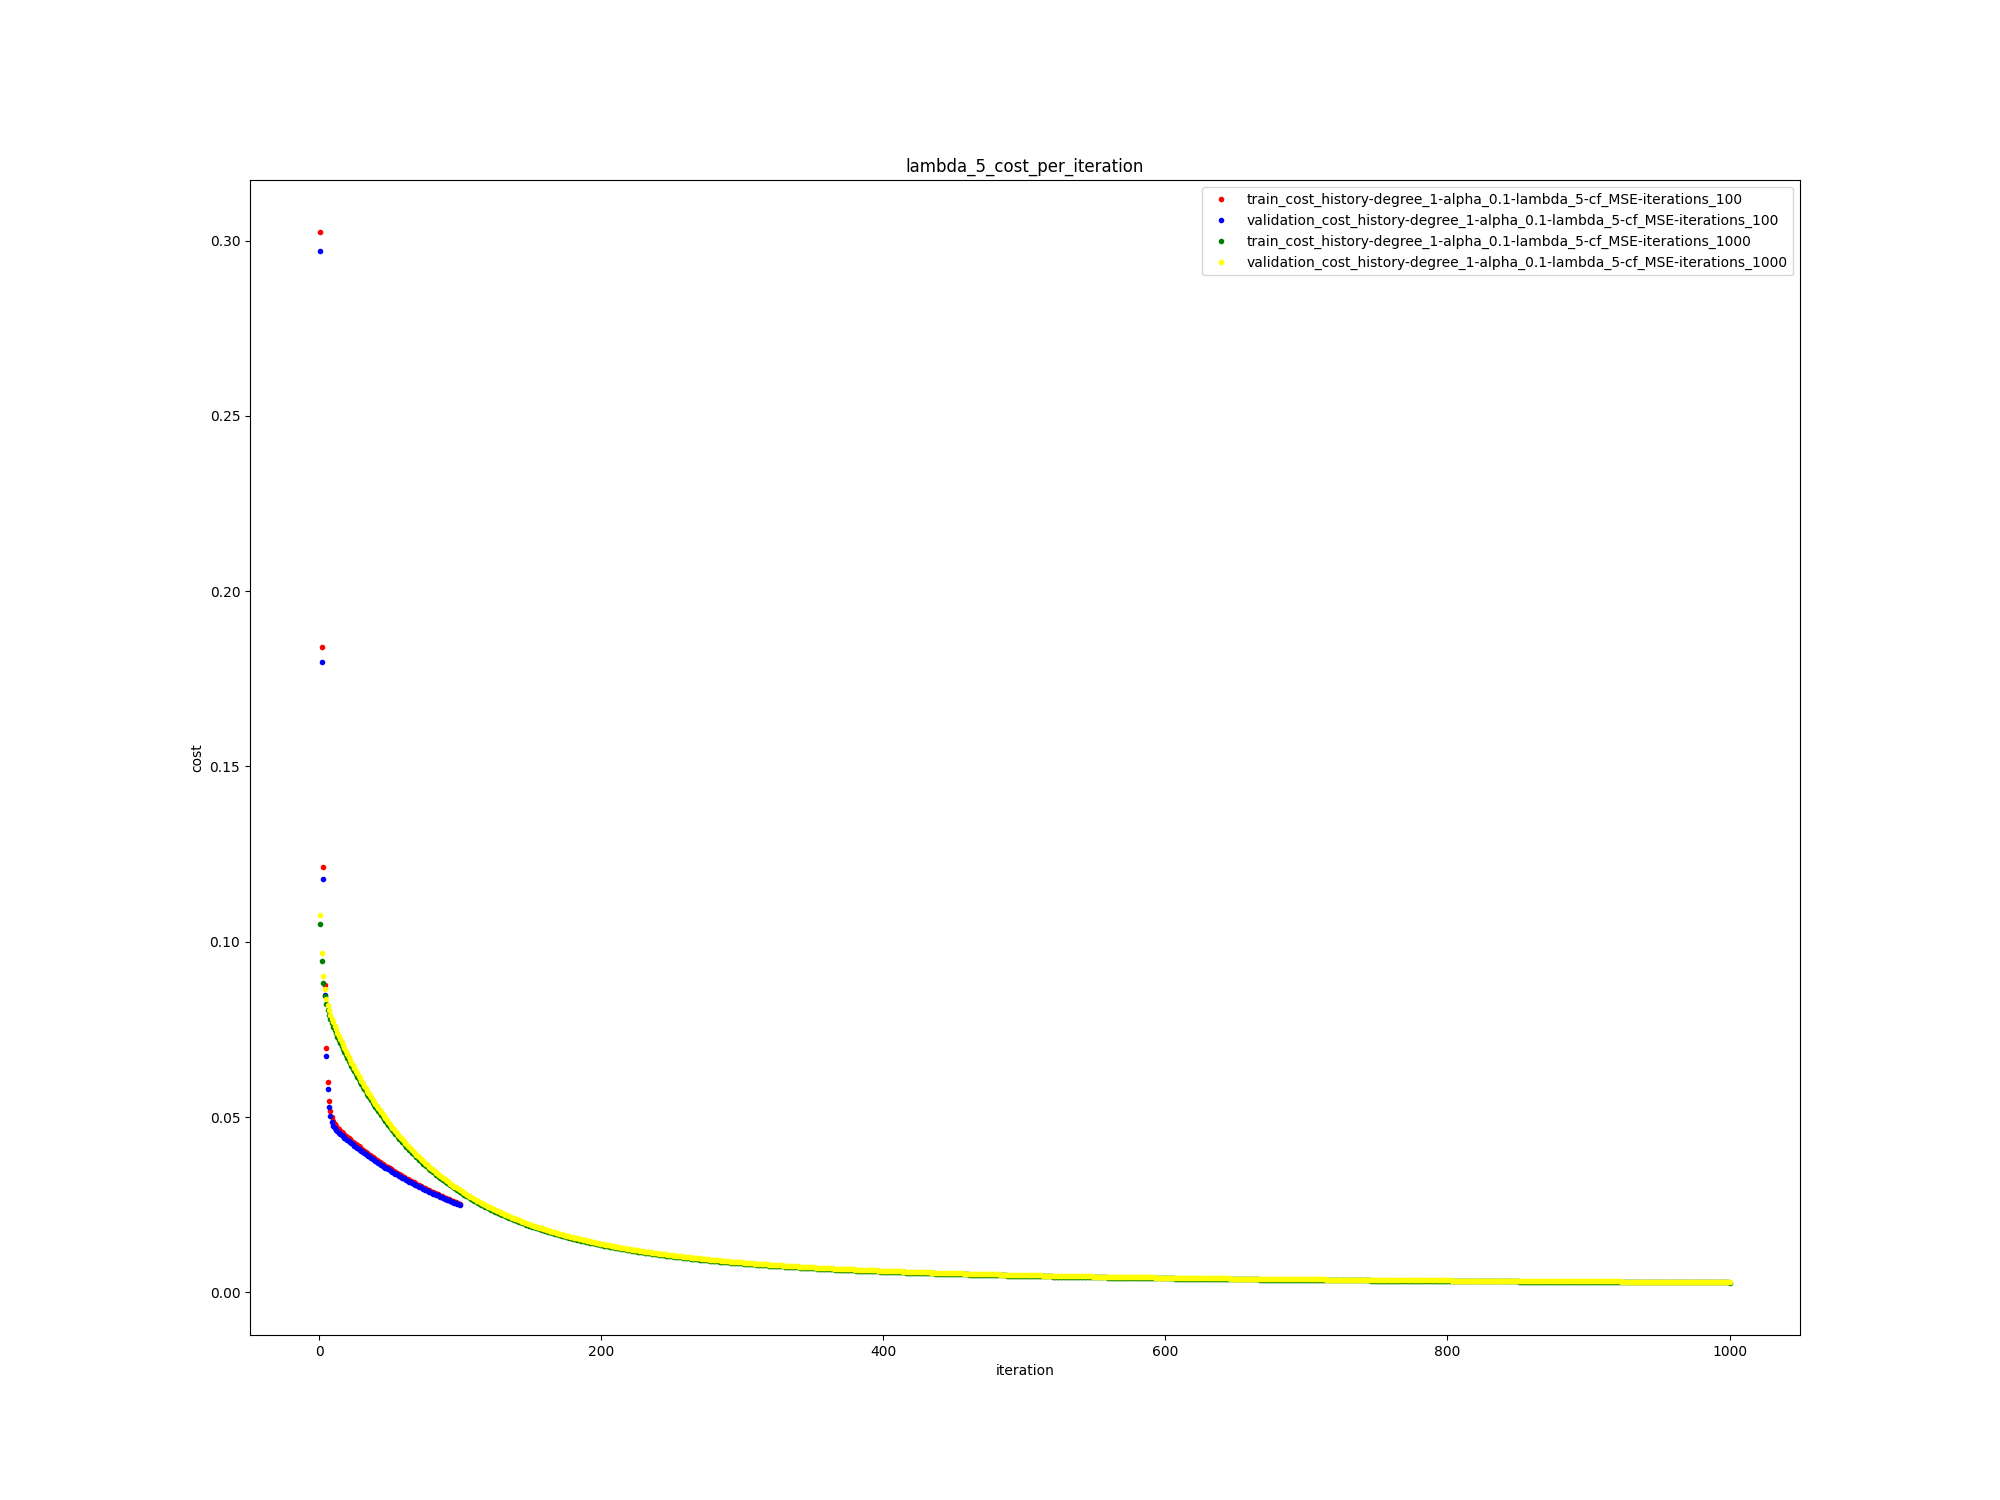 lambda_5_cost_per_iteration
train_cost_history-degree_1-alpha_0.1-lambda_5-cf_MSE-iterations_100
validation_cost_history-degree_1-alpha_0.1-lambda_5-cf_MSE-iterations_100
train_cost_history-degree_1-alpha_0.1-lambda_5-cf_MSE-iterations_1000
validation_cost_history-degree_1-alpha_0.1-lambda_5-cf_MSE-iterations_1000
0.30
0.25
0.20
0.15
0.10
0.05
0.00
cost
0
200
400
600
800
1000
iteration